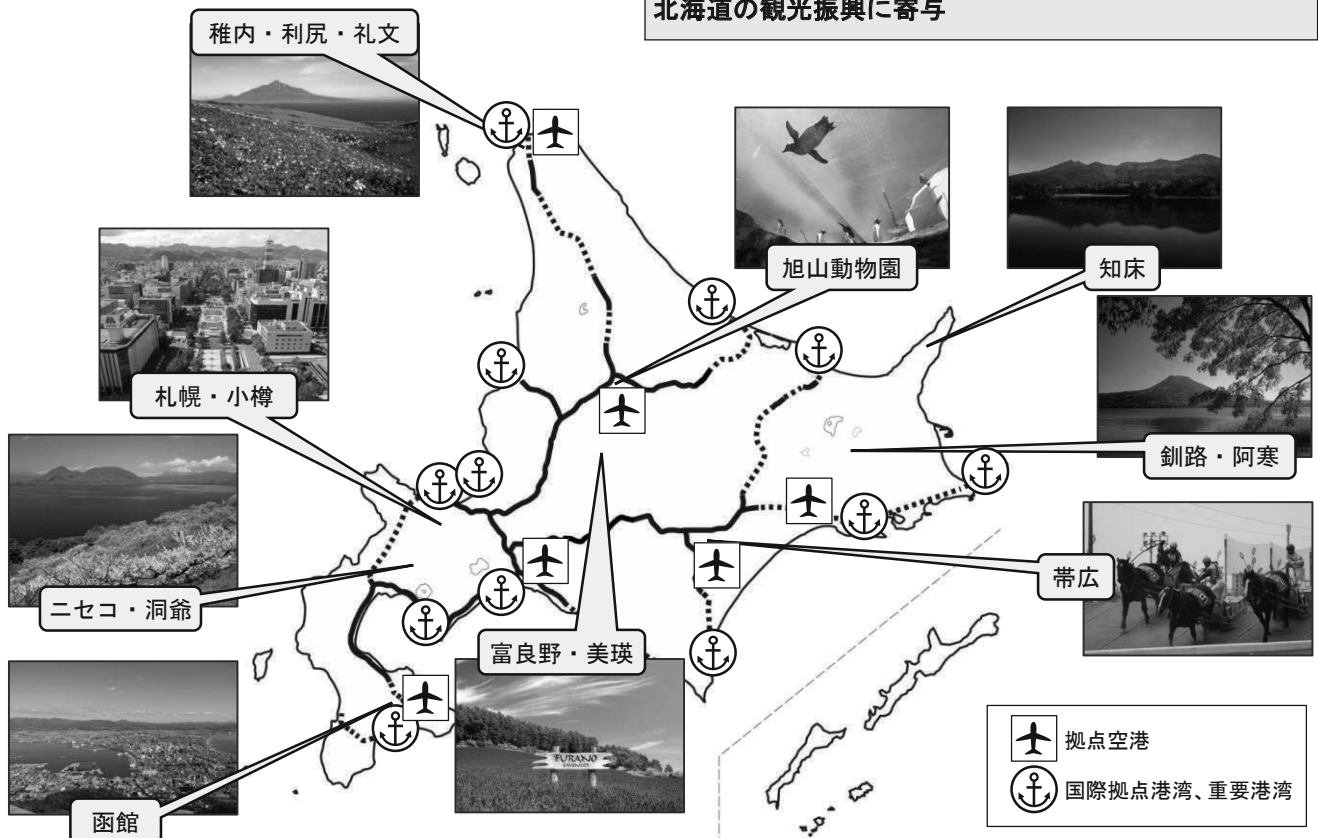 北海道の観光振興に寄与
稚内・利尻・礼文
旭山動物園
知床
札幌・小樽
釧路・阿寒
帯広
ニセコ・洞爺
富良野・美瑛
FURANO
函館
拠点空港
国際拠点港湾、重要港湾